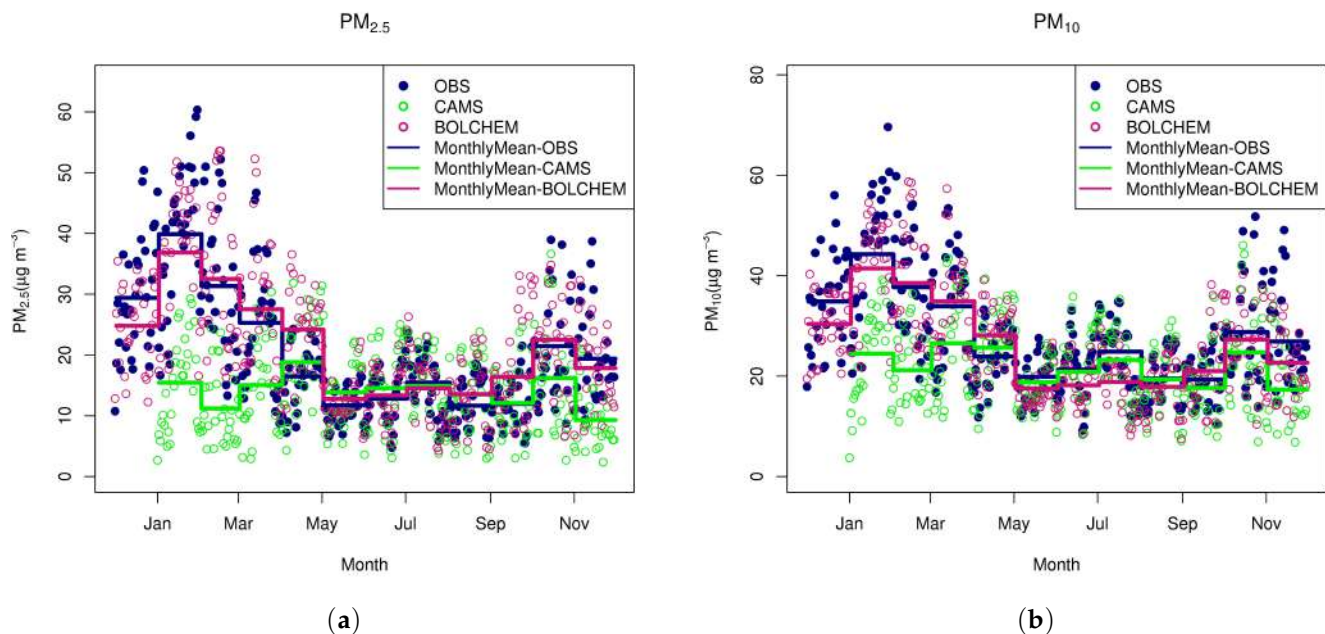 PM2.5
PM10
OBS
CAMS
BOLCHEM
MonthlyMean-OBS
MonthlyMean-CAMS
MonthlyMean-BOLCHEM
OBS
CAMS
BOLCHEM
MonthlyMean-OBS
MonthlyMean-CAMS
MonthlyMean-BOLCHEM
PM2.5(µg m−3)
0 10 20 30 40 50 60
PM10(µg m−3)
0 20 40 60 80
Jan Mar May Jul Sep Nov
Jan Mar May Jul Sep Nov
Month
Month
(a)
(b)